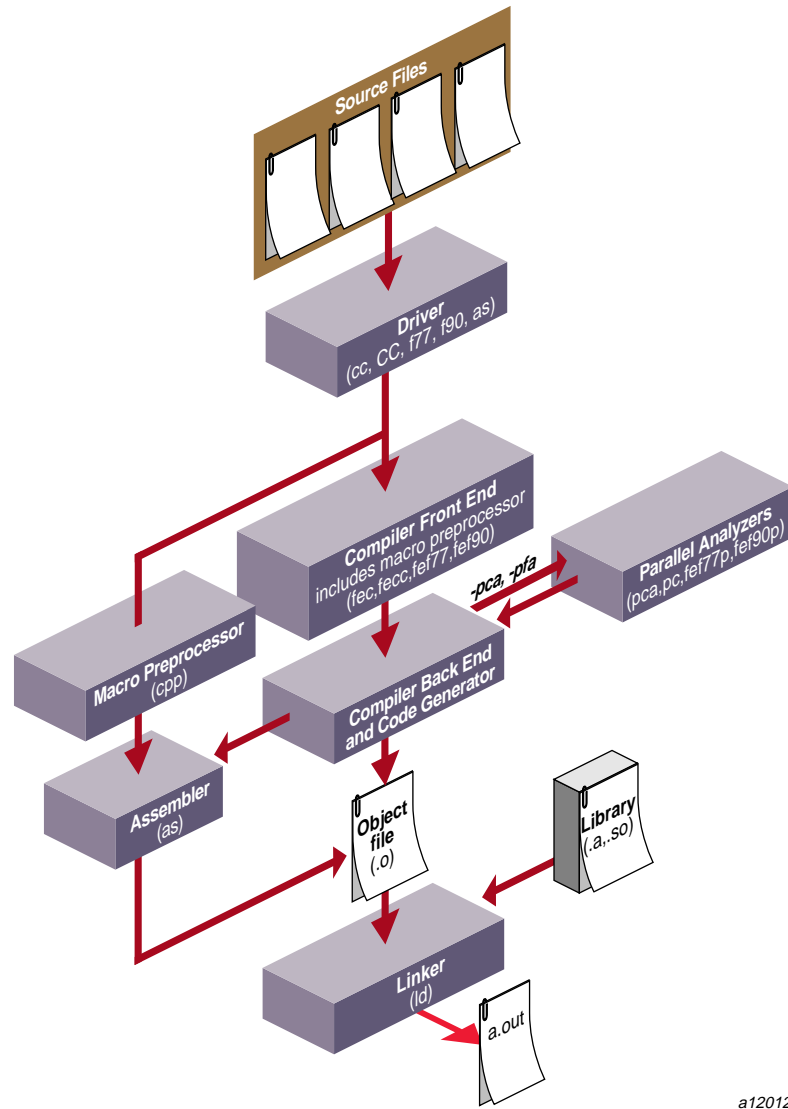 Source Files
Driver
(cc, CC, f77, f90, as)
Compiler Front End
includes macro preprocessor
(fec,fecc,fef77,fef90)
Parallel Analyzers
(pca,pc,fef77p,fef90p)
-pca, -pfa
Macro Preprocessor
(cpp)
Compiler Back End
and Code Generator
Assembler
(as)
Object
file
(.o)
Library
(.a,.so)
Linker
(ld)
a.out
a12012